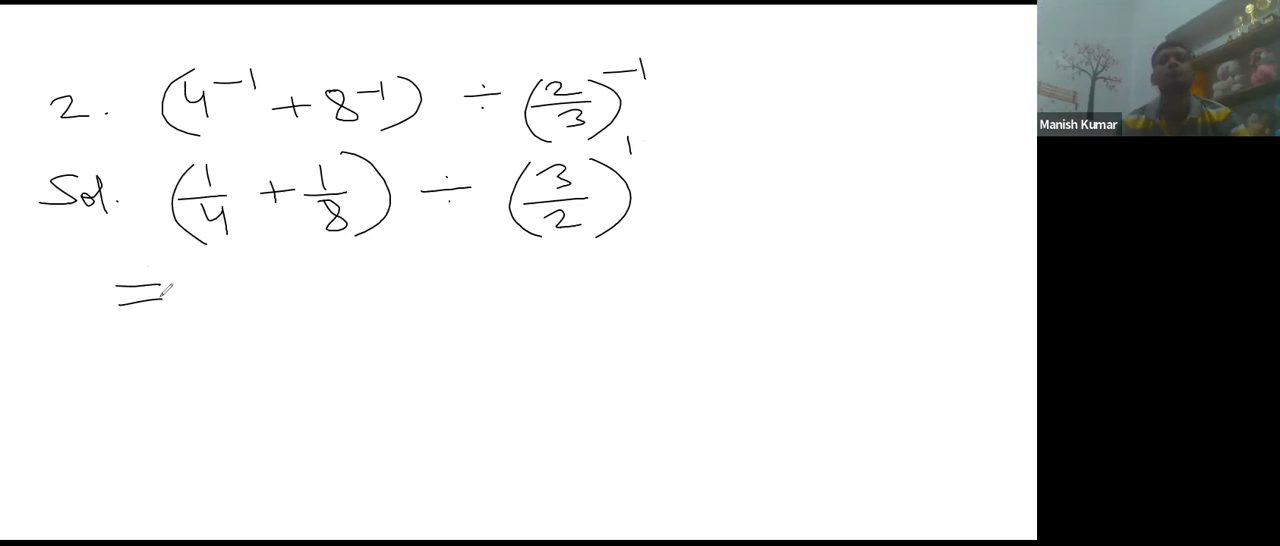 2. (4⁻¹ + 8⁻¹) ÷ (2/3)⁻¹
Sol. (1/4 + 1/8) ÷ (3/2)¹
=
Manish Kumar